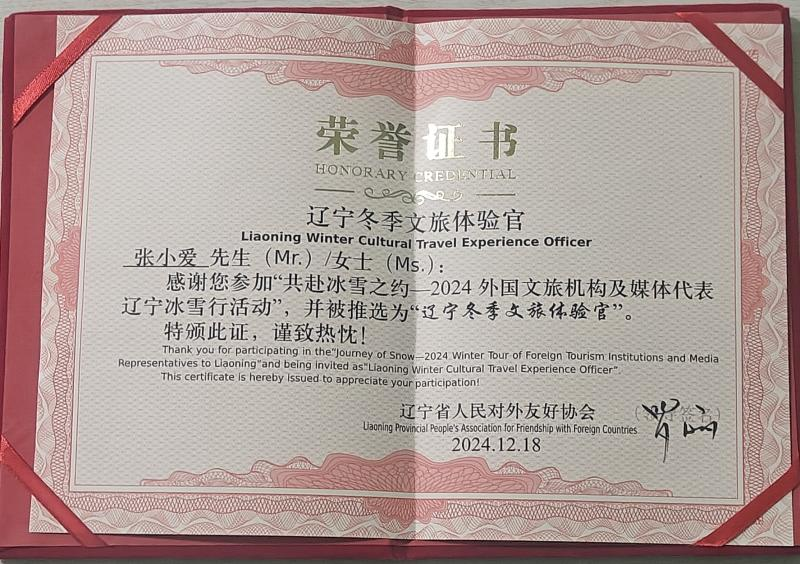 荣誉证书
HONORARY CREDENTIAL
辽宁冬季文旅体验官
Liaoning Winter Cultural Travel Experience Officer
张小爱 先生（Mr.）/女士（Ms.）：
感谢您参加“共赴冰雪之约—2024 外国文旅机构及媒体代表
辽宁冰雪行活动”，并被推选为“辽宁冬季文旅体验官”。
特颁此证，谨致热忱！
Thank you for participating in the“Journey of Snow—2024 Winter Tour of Foreign Tourism Institutions and Media
Representatives to Liaoning”and being invited as“Liaoning Winter Cultural Travel Experience Officer”.
This certificate is hereby issued to appreciate your participation!
辽宁省人民对外友好协会
Liaoning Provincial People's Association for Friendship with Foreign Countries
2024.12.18